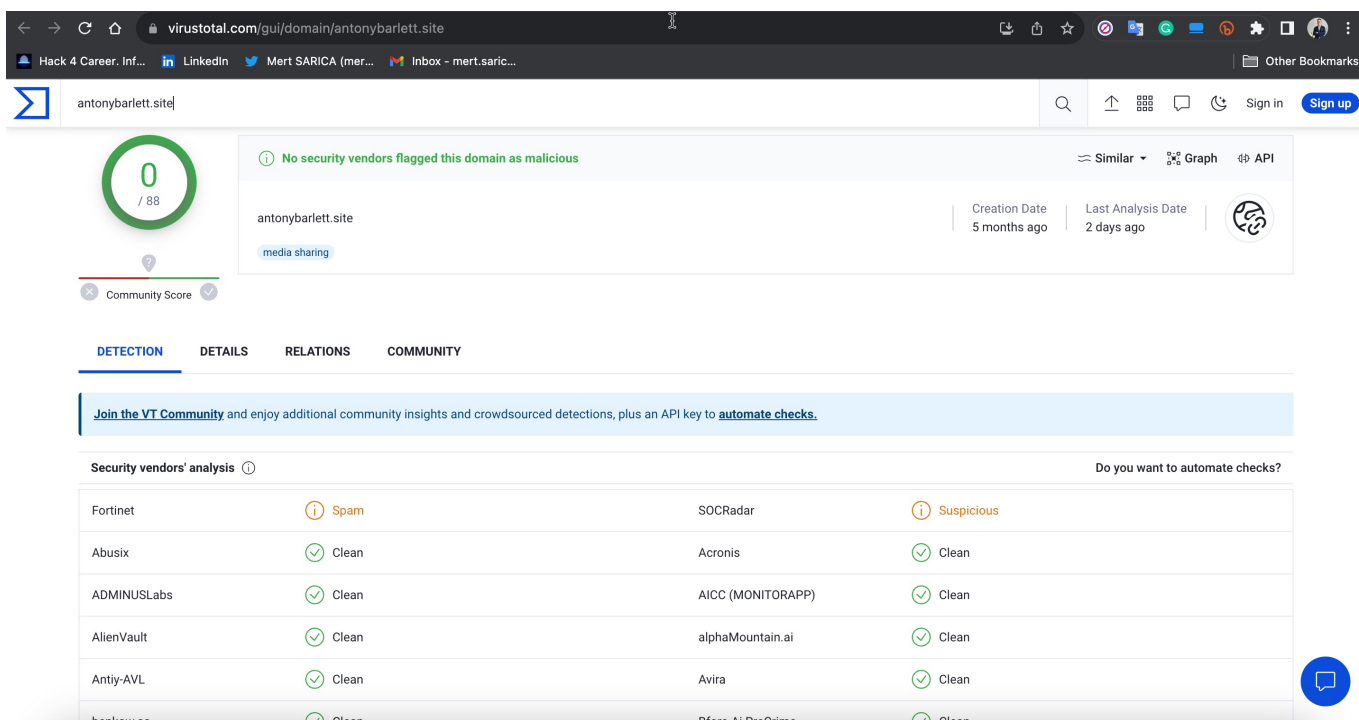 virustotal.com/gui/domain/antonybarlett.site
Hack 4 Career. Inf... LinkedIn Mert SARICA (mer... Inbox - mert.saric... Other Bookmarks
antonybarlett.site Sign in Sign up
0
/ 88
No security vendors flagged this domain as malicious Similar Graph API
antonybarlett.site
media sharing
Creation Date
5 months ago
Last Analysis Date
2 days ago
?
Community Score
DETECTION DETAILS RELATIONS COMMUNITY
Join the VT Community and enjoy additional community insights and crowdsourced detections, plus an API key to automate checks.
Security vendors' analysis Do you want to automate checks?
Fortinet Spam SOCRadar Suspicious
Abusix Clean Acronis Clean
ADMINUSLabs Clean AICC (MONITORAPP) Clean
AlienVault Clean alphaMountain.ai Clean
Antiy-AVL Clean Avira Clean
Clean Clean